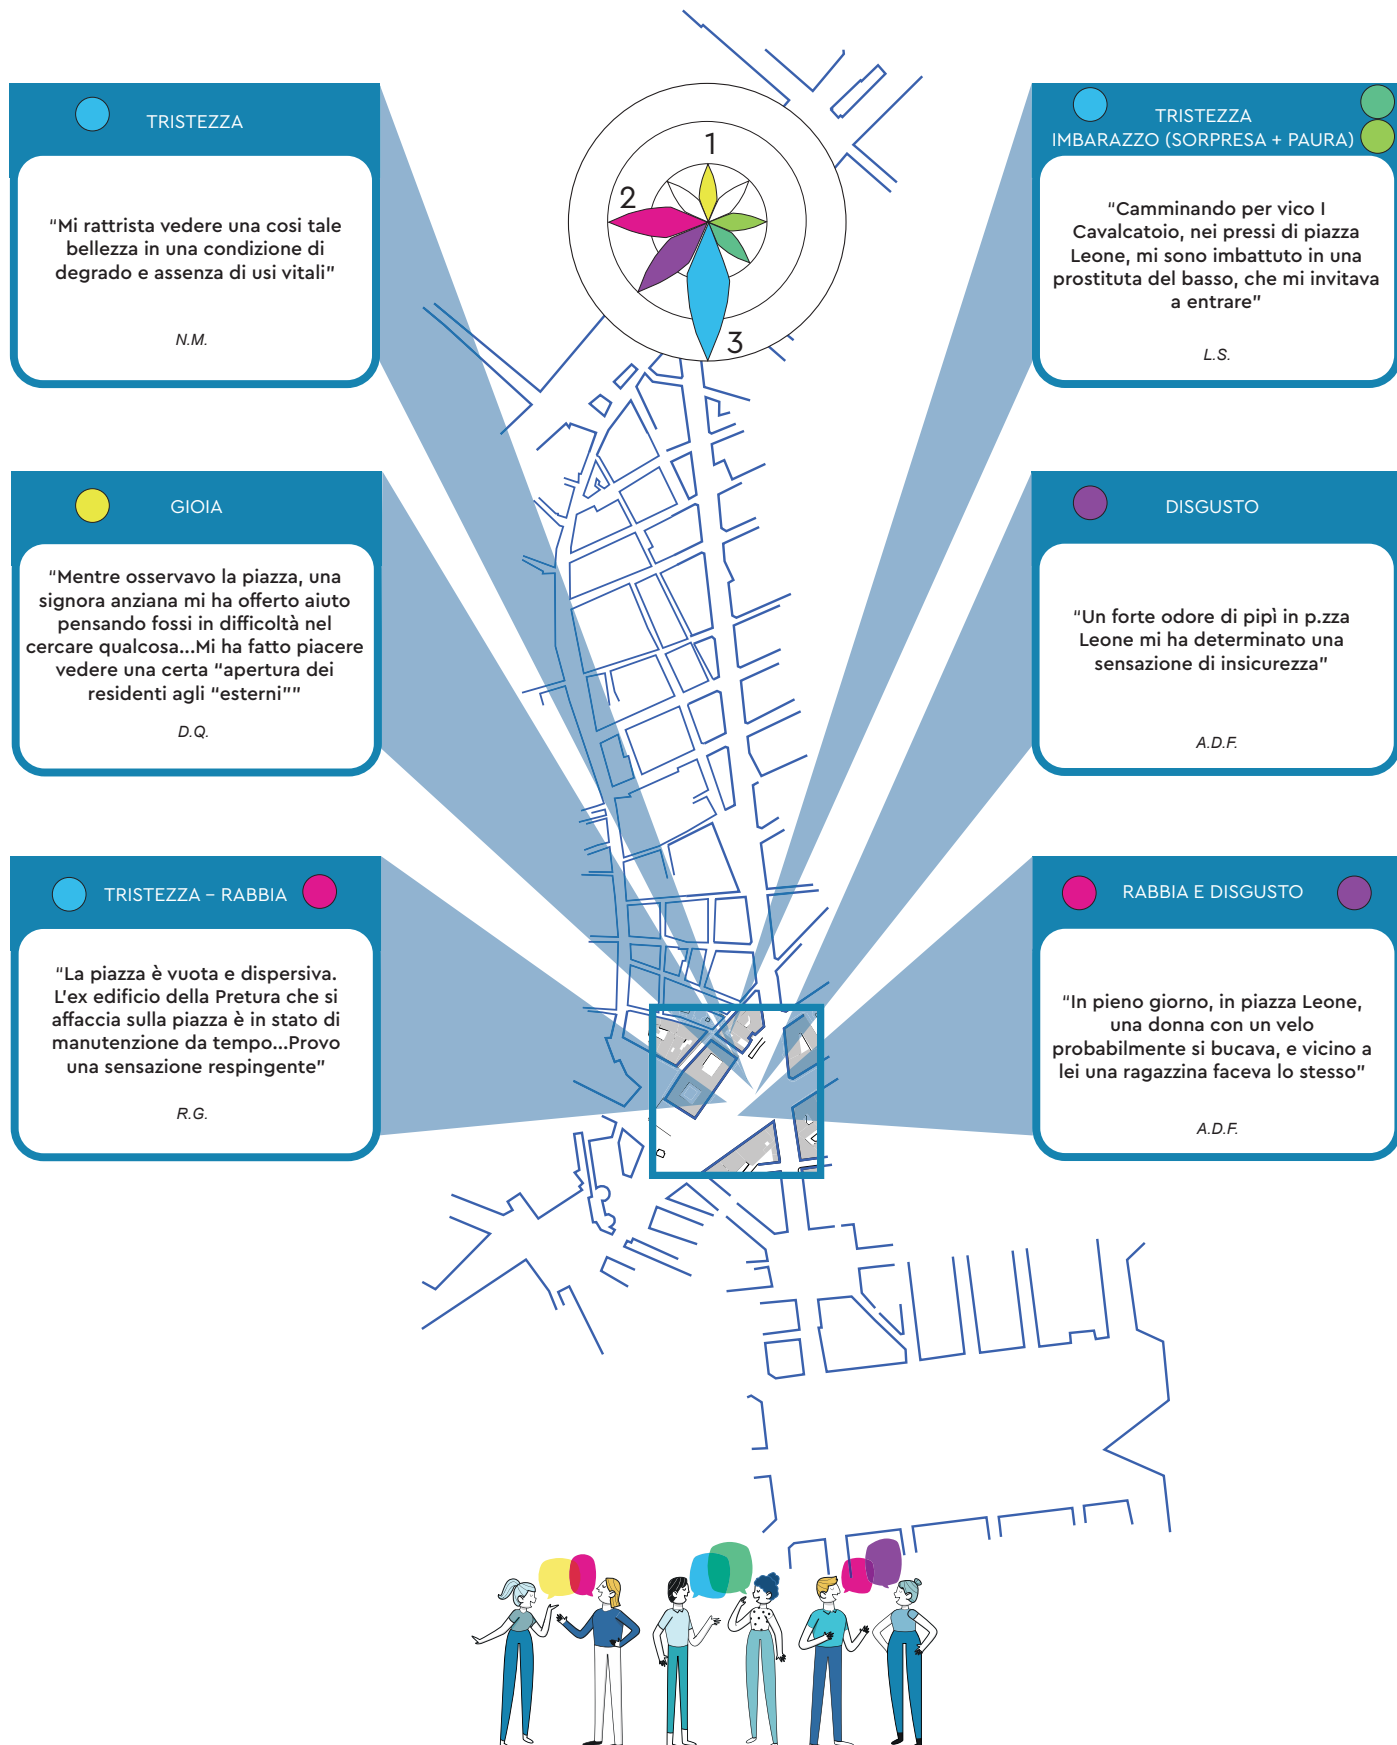 TRISTEZZA
“Mi rattrista vedere una cosi tale
bellezza in una condizione di
degrado e assenza di usi vitali”
N.M.
GIOIA
“Mentre osservavo la piazza, una
signora anziana mi ha offerto aiuto
pensando fossi in difficoltà nel
cercare qualcosa...Mi ha fatto piacere
vedere una certa “apertura dei
residenti agli “esterni””
D.Q.
TRISTEZZA – RABBIA
“La piazza è vuota e dispersiva.
L'ex edificio della Pretura che si
affaccia sulla piazza è in stato di
manutenzione da tempo...Provo
una sensazione respingente”
R.G.
1
2
3
TRISTEZZA
IMBARAZZO (SORPRESA + PAURA)
“Camminando per vico I
Cavalcatoio, nei pressi di piazza
Leone, mi sono imbattuto in una
prostituta del basso, che mi invitava
a entrare”
L.S.
DISGUSTO
“Un forte odore di pipì in p.zza
Leone mi ha determinato una
sensazione di insicurezza”
A.D.F.
RABBIA E DISGUSTO
“In pieno giorno, in piazza Leone,
una donna con un velo
probabilmente si bucava, e vicino a
lei una ragazzina faceva lo stesso”
A.D.F.